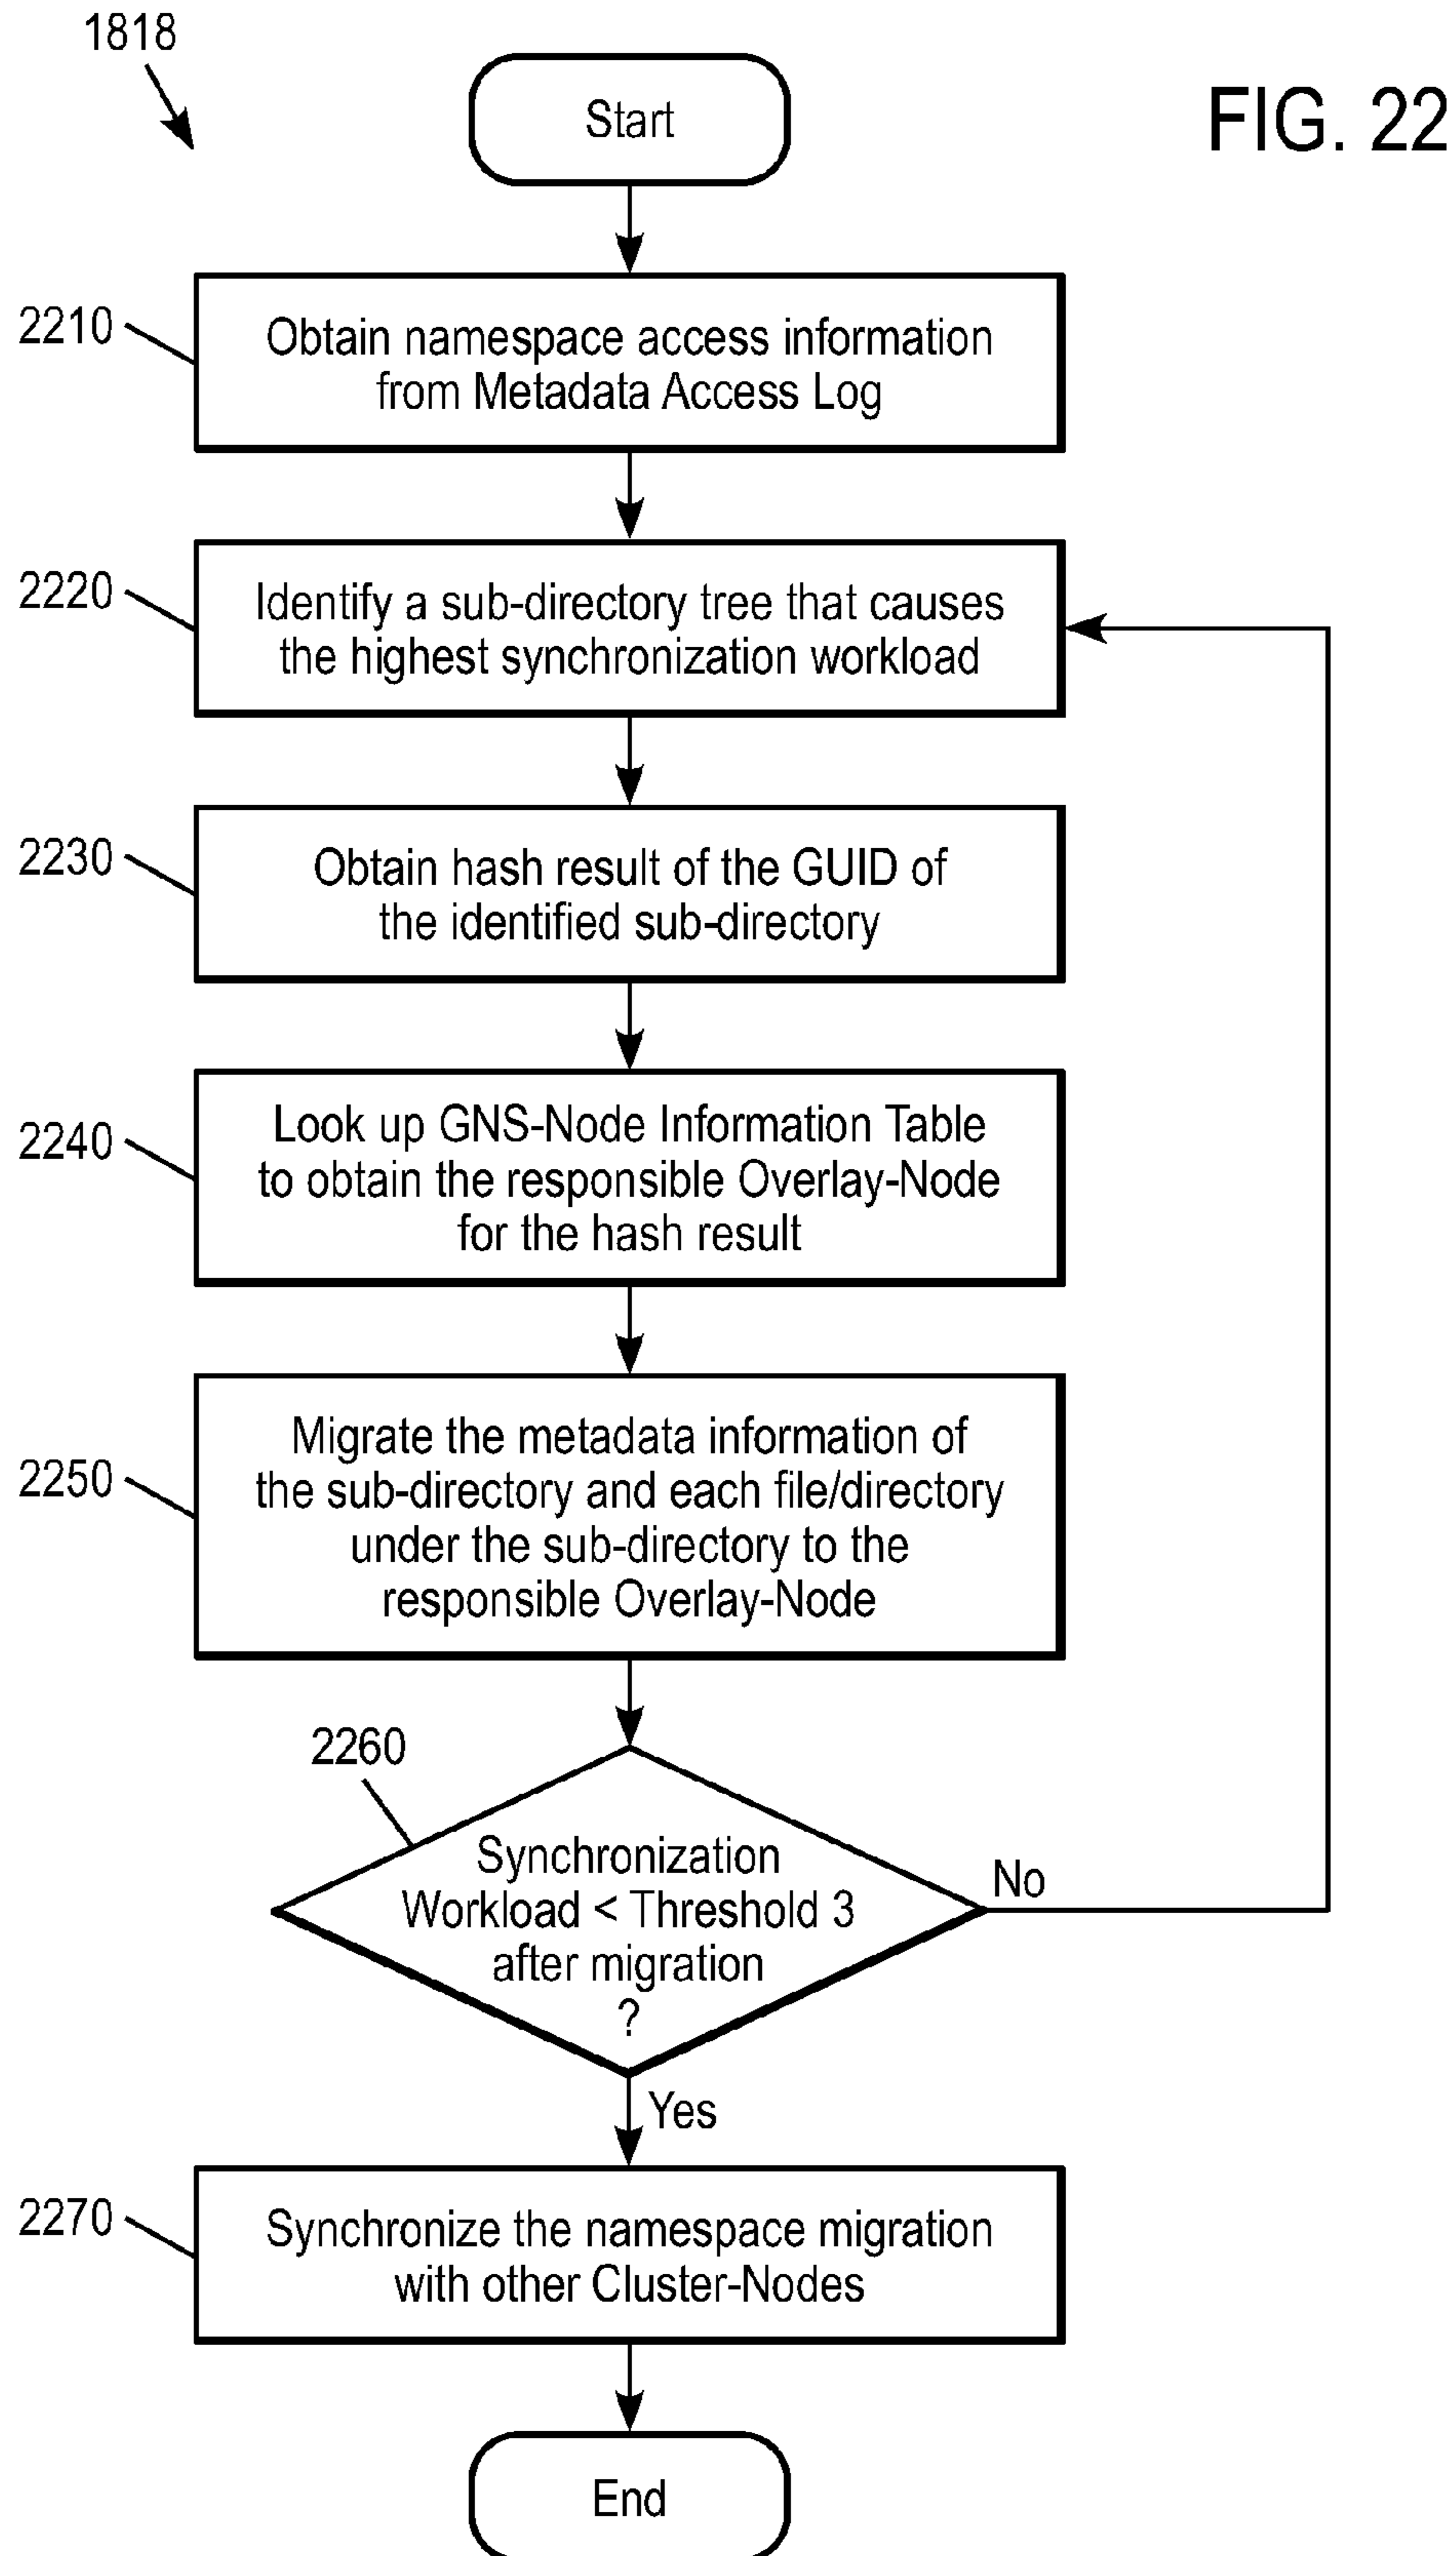 1818
FIG. 22
Start
2210
Obtain namespace access information
from Metadata Access Log
2220
Identify a sub-directory tree that causes
the highest synchronization workload
2230
Obtain hash result of the GUID of
the identified sub-directory
2240
Look up GNS-Node Information Table
to obtain the responsible Overlay-Node
for the hash result
2250
Migrate the metadata information of
the sub-directory and each file/directory
under the sub-directory to the
responsible Overlay-Node
2260
Synchronization
Workload < Threshold 3
after migration
?
No
Yes
2270
Synchronize the namespace migration
with other Cluster-Nodes
End